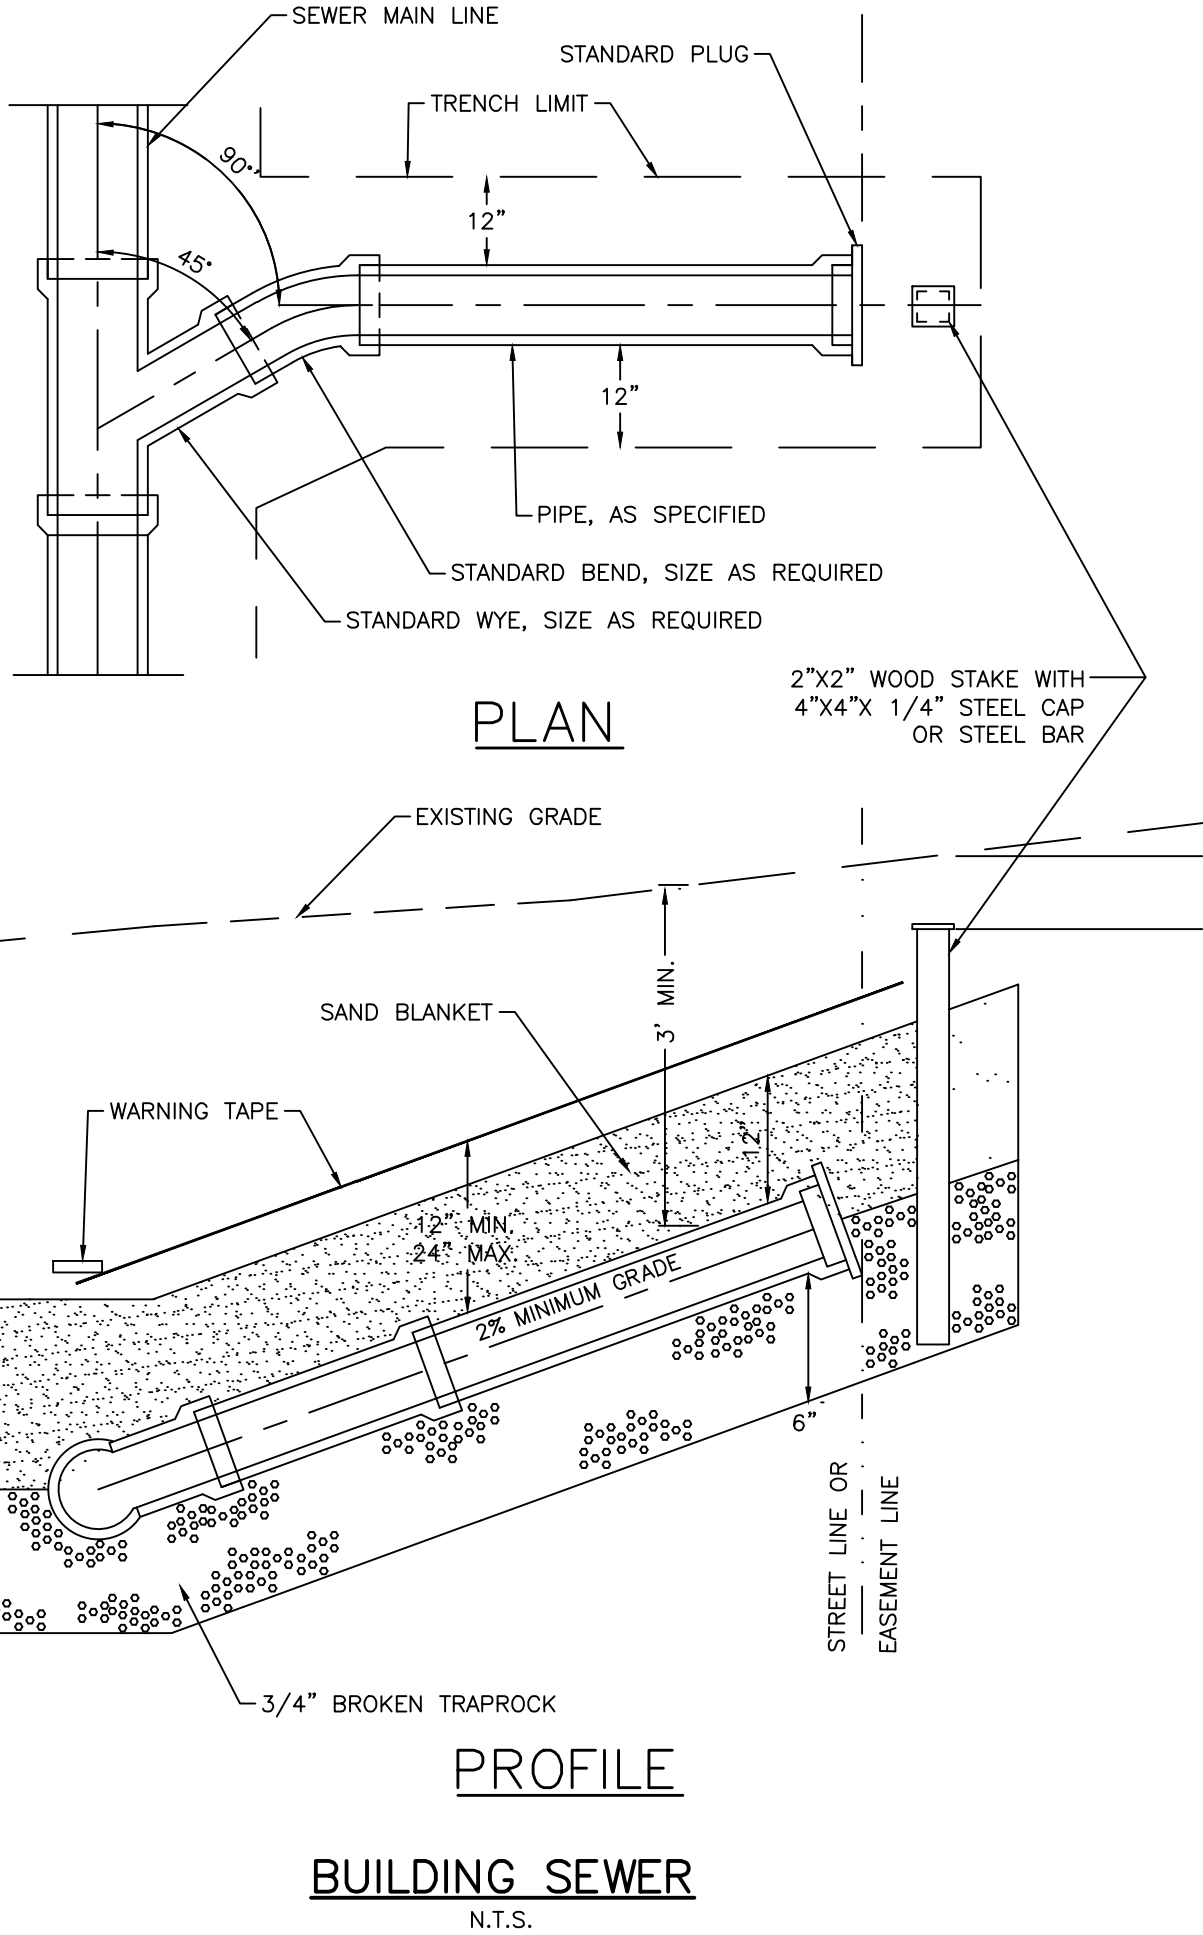 SEWER MAIN LINE
STANDARD PLUG
TRENCH LIMIT
90°
12"
45°
12"
PIPE, AS SPECIFIED
STANDARD BEND, SIZE AS REQUIRED
STANDARD WYE, SIZE AS REQUIRED
2"X2" WOOD STAKE WITH
4"X4"X 1/4" STEEL CAP
OR STEEL BAR
PLAN
EXISTING GRADE
3' MIN.
SAND BLANKET
WARNING TAPE
12"
12" MIN.
24" MAX
2% MINIMUM GRADE
6"
STREET LINE OR
EASEMENT LINE
3/4" BROKEN TRAPROCK
PROFILE
BUILDING SEWER
N.T.S.